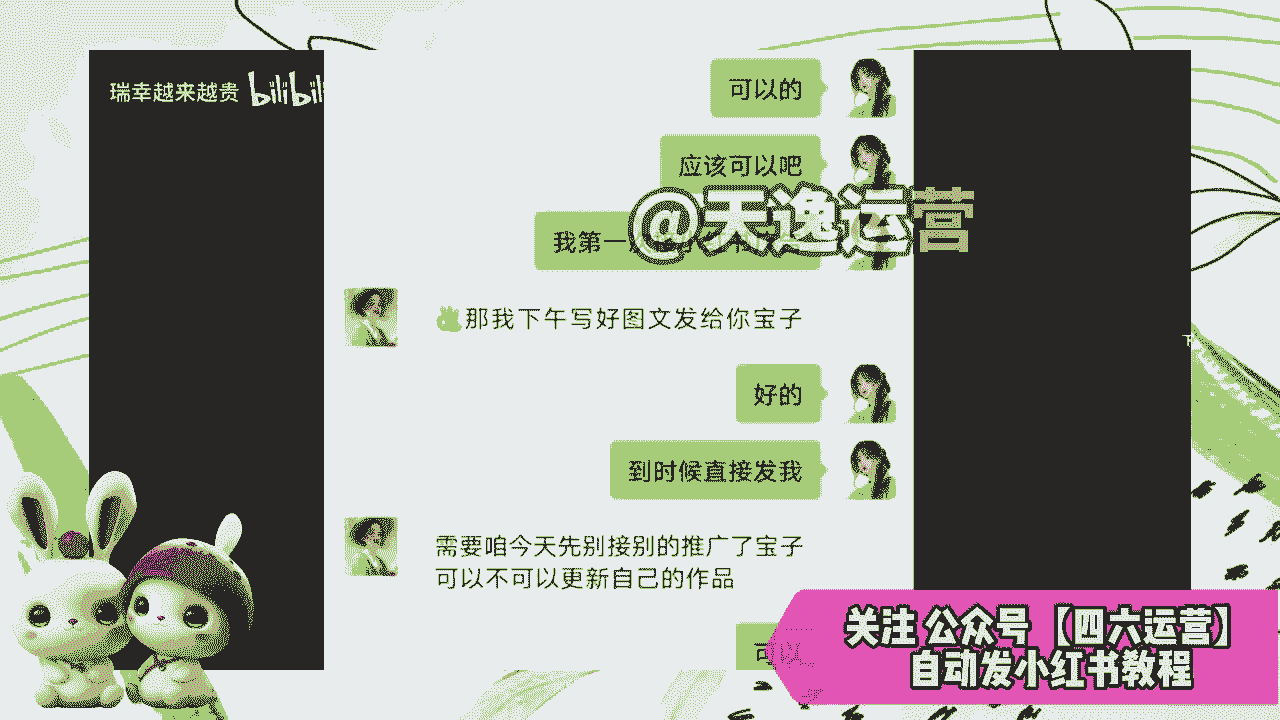 瑞幸越来越贵 bilibili
可以的
应该可以吧
@天逸运营
我第一
那我下午写好图文发给你宝子
好的
到时候直接发我
需要咱今天先别接别的推广了宝子
可以不可以更新自己的作品
可以
关注公众号【四六运营】
自动发小红书教程